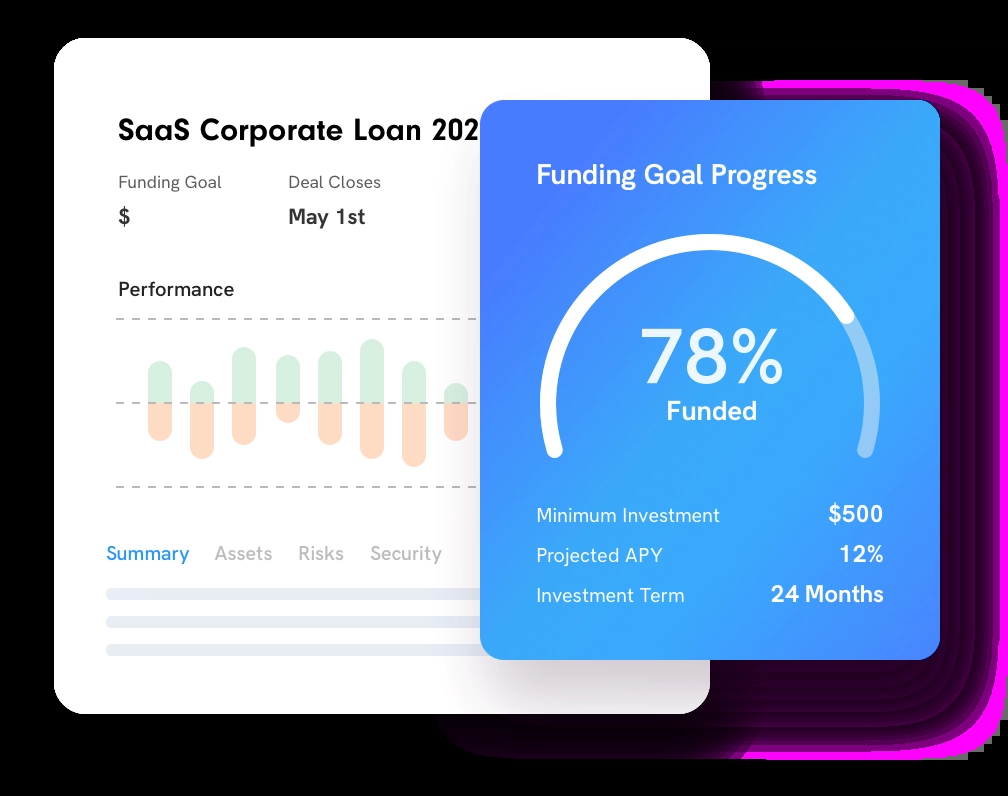 SaaS Corporate Loan 202
Funding Goal Deal Closes
$ May 1st
Performance
Summary Assets Risks Security
Funding Goal Progress
78%
Funded
Minimum Investment $500
Projected APY 12%
Investment Term 24 Months